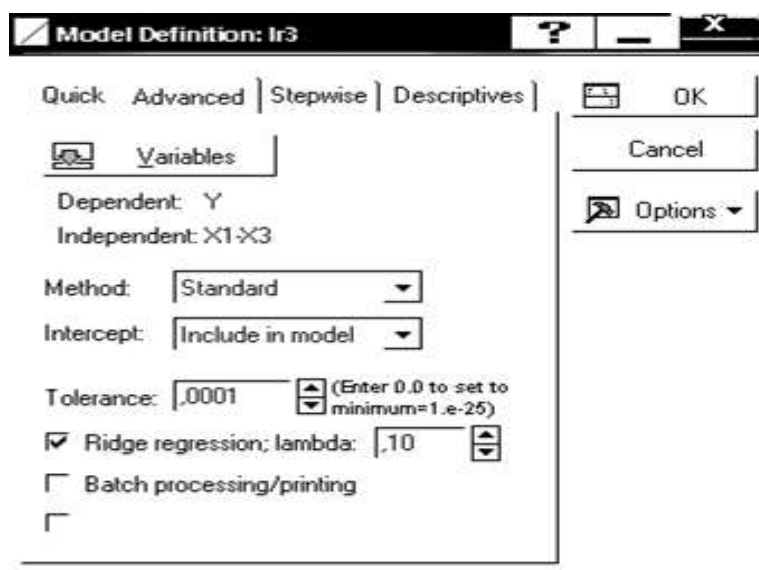 Model Definition: lr3
Quick Advanced Stepwise Descriptives
OK
Variables
Cancel
Dependent: Y
Options
Independent: X1-X3
Method: Standard
Intercept: Include in model
Tolerance: ,0001 (Enter 0.0 to set to
minimum=1.e-25)
Ridge regression; lambda: ,10
Batch processing/printing